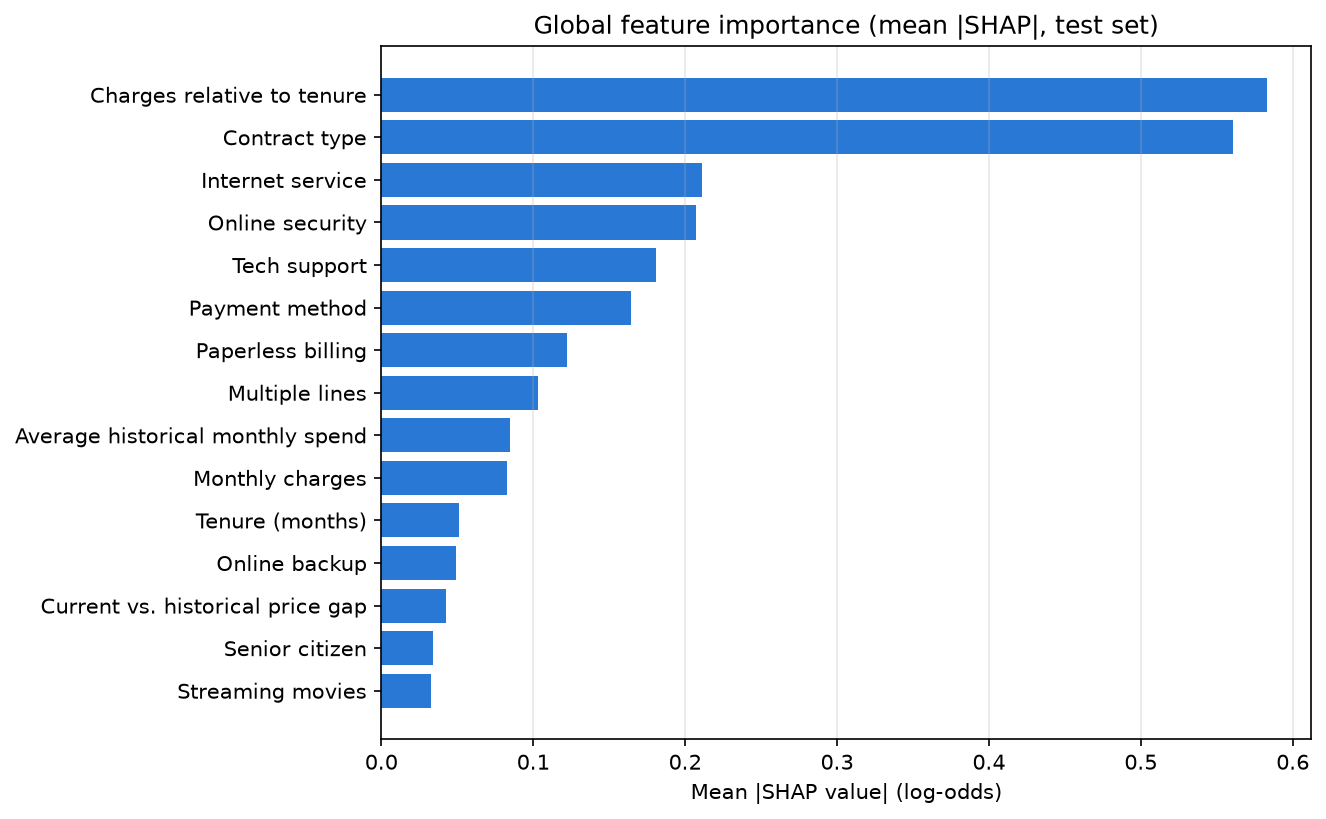 Global feature importance (mean |SHAP|, test set)
Charges relative to tenure
Contract type
Internet service
Online security
Tech support
Payment method
Paperless billing
Multiple lines
Average historical monthly spend
Monthly charges
Tenure (months)
Online backup
Current vs. historical price gap
Senior citizen
Streaming movies
0.0 0.1 0.2 0.3 0.4 0.5 0.6
Mean |SHAP value| (log-odds)